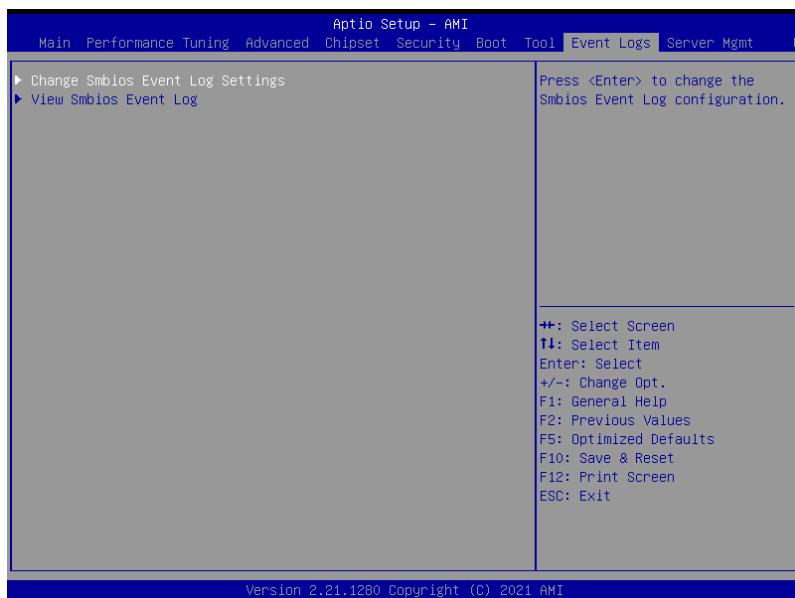 Aptio Setup - AMI
Main Performance Tuning Advanced Chipset Security Boot Tool Event Logs Server Mgmt
Change Smbios Event Log Settings
View Smbios Event Log
Press <Enter> to change the
Smbios Event Log configuration.
→←: Select Screen
↑↓: Select Item
Enter: Select
+/-: Change Opt.
F1: General Help
F2: Previous Values
F5: Optimized Defaults
F10: Save & Reset
F12: Print Screen
ESC: Exit
Version 2.21.1280 Copyright (C) 2021 AMI